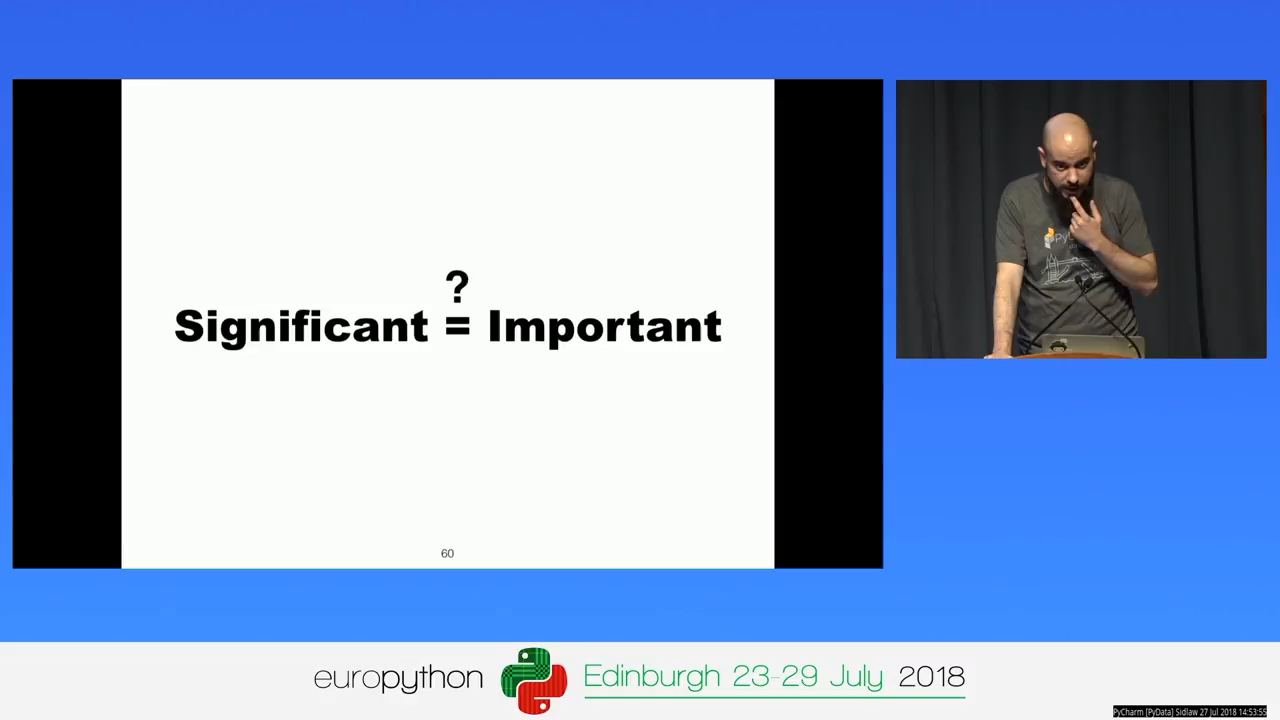 ?
Significant = Important
60
europython
Edinburgh 23-29 July 2018
PyCharm [PyData] Sidlaw 27 Jul 2018 14:53:55